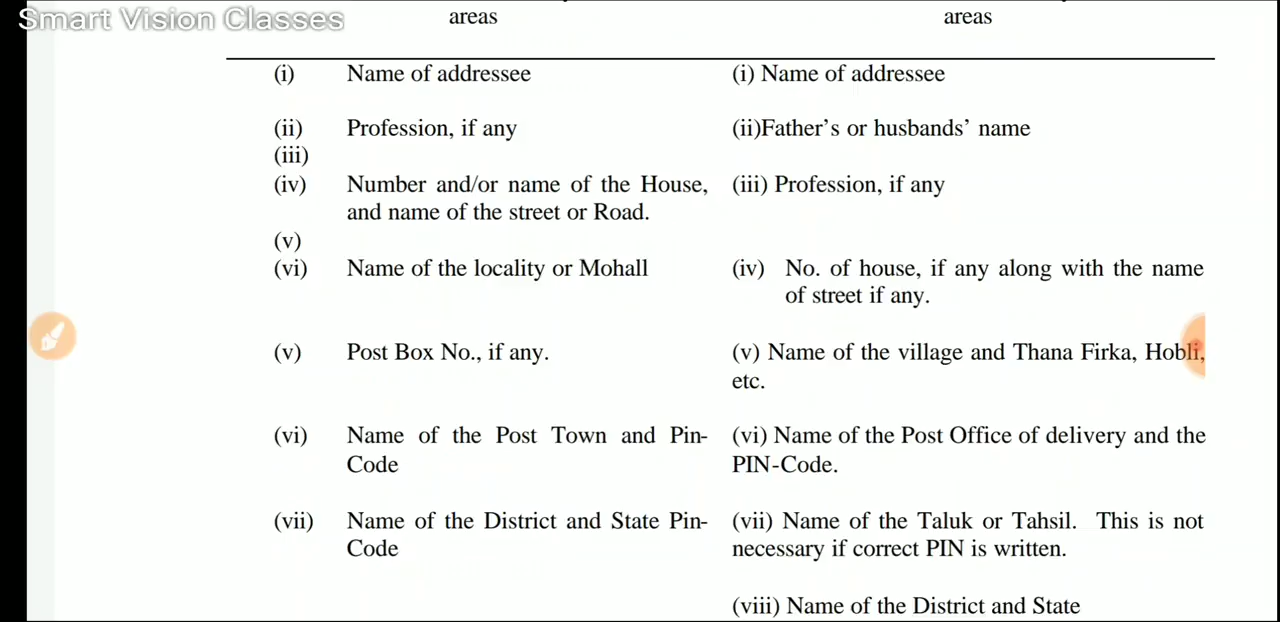 Smart Vision Classes
areas areas
(i) Name of addressee (i) Name of addressee
(ii) Profession, if any (ii)Father’s or husbands’ name
(iii)
(iv) Number and/or name of the House, (iii) Profession, if any
and name of the street or Road.
(v)
(vi) Name of the locality or Mohall (iv) No. of house, if any along with the name
of street if any.
(v) Post Box No., if any. (v) Name of the village and Thana Firka, Hobli,
etc.
(vi) Name of the Post Town and Pin- (vi) Name of the Post Office of delivery and the
Code PIN-Code.
(vii) Name of the District and State Pin- (vii) Name of the Taluk or Tahsil. This is not
Code necessary if correct PIN is written.
(viii) Name of the District and State